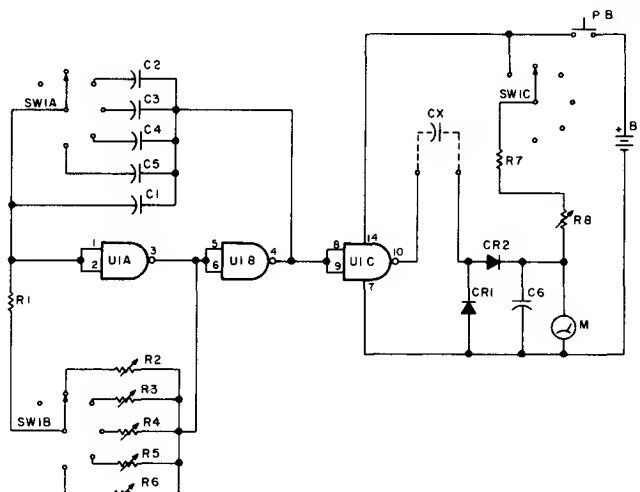 PB
C2
SW1A
C3
SW1C
CX
C4
+ B
C5
R7
C1
14
R8
1
2
U1A
3
5
6
U1B
4
8
9
U1C
10
7
CR2
R1
CR1
C6
M
R2
R3
SW1B
R4
R5
R6